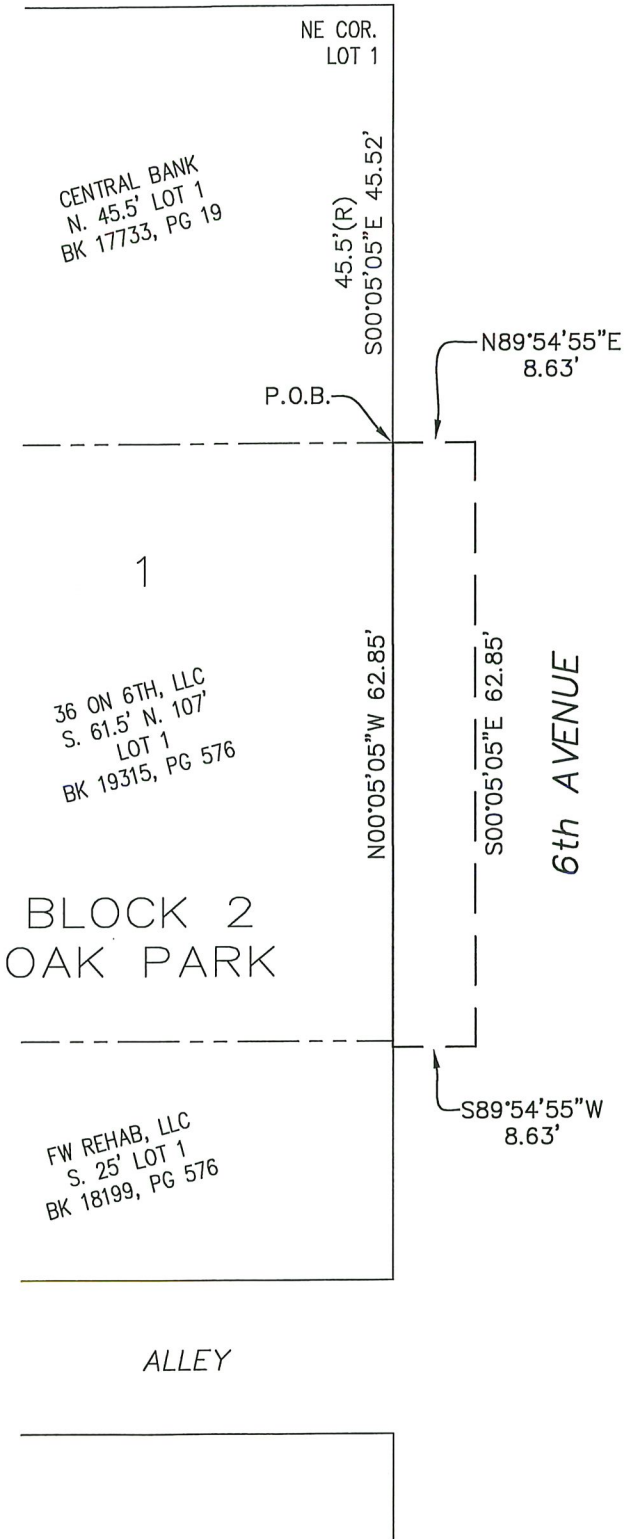 NE COR.
LOT 1
CENTRAL BANK
N. 45.5' LOT 1
BK 17733, PG 19
45.5'(R)
S00°05'05"E 45.52'
N89°54'55"E
8.63'
P.O.B.
1
36 ON 6TH, LLC
S. 61.5' N. 107'
LOT 1
BK 19315, PG 576
N00°05'05"W 62.85'
S00°05'05"E 62.85'
6th AVENUE
BLOCK 2
OAK PARK
S89°54'55"W
8.63'
FW REHAB, LLC
S. 25' LOT 1
BK 18199, PG 576
ALLEY